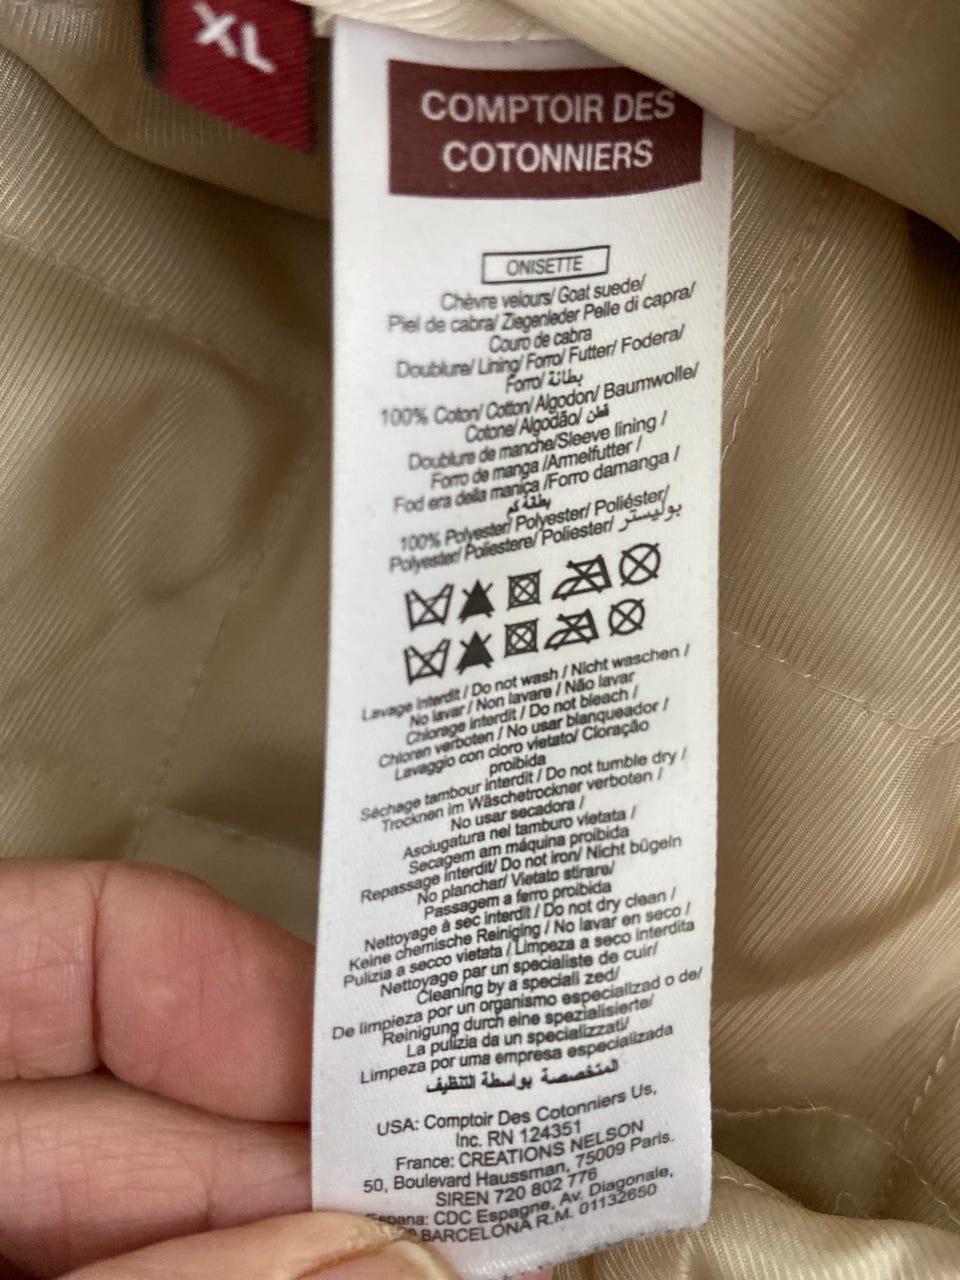 XL
COMPTOIR DES
COTONNIERS
ONISETTE
Chèvre velours/ Goat suede/
Piel de cabra/ Ziegenleder Pelle di capra/
Couro de cabra
Doublure/ Lining/ Forro/ Futter/ Fodera/
Forro/ بطانة
100% Coton/ Cotton/ Algodon/ Baumwolle/
Cotone/ Algodão/ قطن
Doublure de manche/Sleeve lining /
Forro de manga /Armelfutter /
Fod era della manica /Forro damanga /
بطانة كم
100% Polyester/ Polyester/ Poliéster/
Polyester/ Poliestere/ Poliester/ بوليستر
Lavage interdit / Do not wash / Nicht waschen /
No lavar / Non lavare / Não lavar
Chlorage interdit / Do not bleach /
Chloren verboten / No usar blanqueador /
Lavaggio con cloro vietato/ Cloração
proibida
Séchage tambour interdit / Do not tumble dry /
Trocknen im Wäschetrockner verboten /
No usar secadora /
Asciugatura nel tamburo vietata /
Secagem am máquina proibida
Repassage interdit/ Do not iron/ Nicht bügeln
No planchar/ Vietato stirare/
Passagem a ferro proibida
Nettoyage à sec interdit / Do not dry clean /
Keine chemische Reiniging / No lavar en seco /
Pulizia a secco vietata / Limpeza a seco interdita
Nettoyage par un specialiste de cuir/
Cleaning by a speciali zed/
De limpieza por un organismo especializad o de/
Reinigung durch eine spezialisierte/
La pulizia da un specializzati/
Limpeza por uma empresa especializada
المتخصصة بواسطة التنظيف
USA: Comptoir Des Cotonniers Us,
Inc. RN 124351
France: CREATIONS NELSON
50, Boulevard Haussman, 75009 Paris.
SIREN 720 802 776
Espana: CDC Espagne, Av. Diagonale,
BARCELONA R.M. 01132650